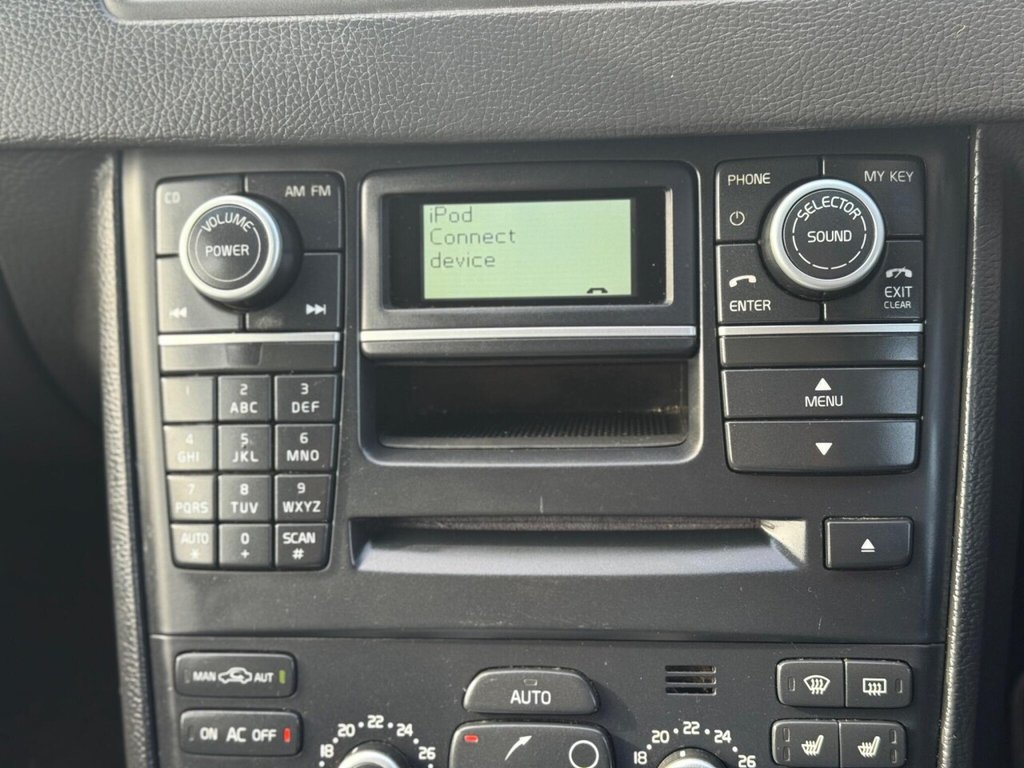 CD
AM FM
VOLUME
POWER
iPod
Connect
device
PHONE
MY KEY
SELECTOR
SOUND
ENTER
EXIT
CLEAR
MENU
1
2
ABC
3
DEF
4
GHI
5
JKL
6
MNO
7
PQRS
8
TUV
9
WXYZ
AUTO
*
0
+
SCAN
#
MAN AUT
ON AC OFF
AUTO
18 20 22 24 26
18 20 22 24 26